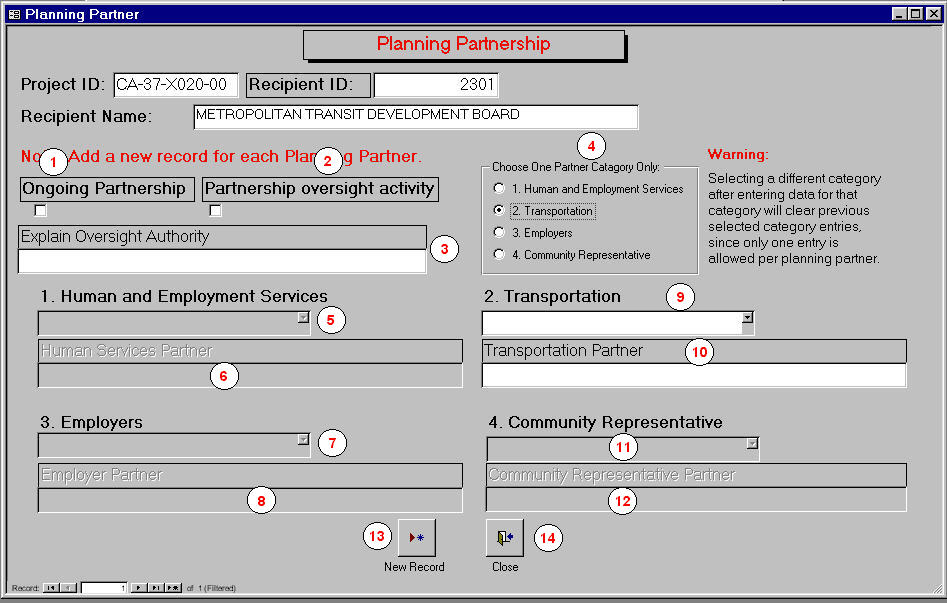 Planning Partner
Planning Partnership
Project ID: CA-37-X020-00 Recipient ID: 2301
Recipient Name: METROPOLITAN TRANSIT DEVELOPMENT BOARD
1 Add a new record for each 2 Partner.
4
Choose One Partner Catagory Only:
1. Human and Employment Services
2. Transportation
3. Employers
4. Community Representative
Warning:
Selecting a different category
after entering data for that
category will clear previous
selected category entries,
since only one entry is
allowed per planning partner.
Ongoing Partnership Partnership oversight activity
Explain Oversight Authority
3
1. Human and Employment Services
5
Human Services Partner
6
2. Transportation 9
Transportation Partner 10
3. Employers
7
Employer Partner
8
4. Community Representative
11
Community Representative Partner
12
13 New Record
14 Close
Record: 1 of 1 (Filtered)